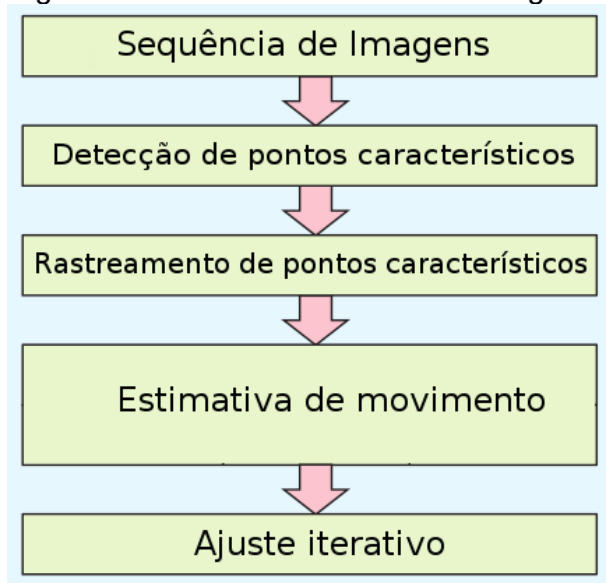 Sequência de Imagens
Detecção de pontos característicos
Rastreamento de pontos característicos
Estimativa de movimento
Ajuste iterativo